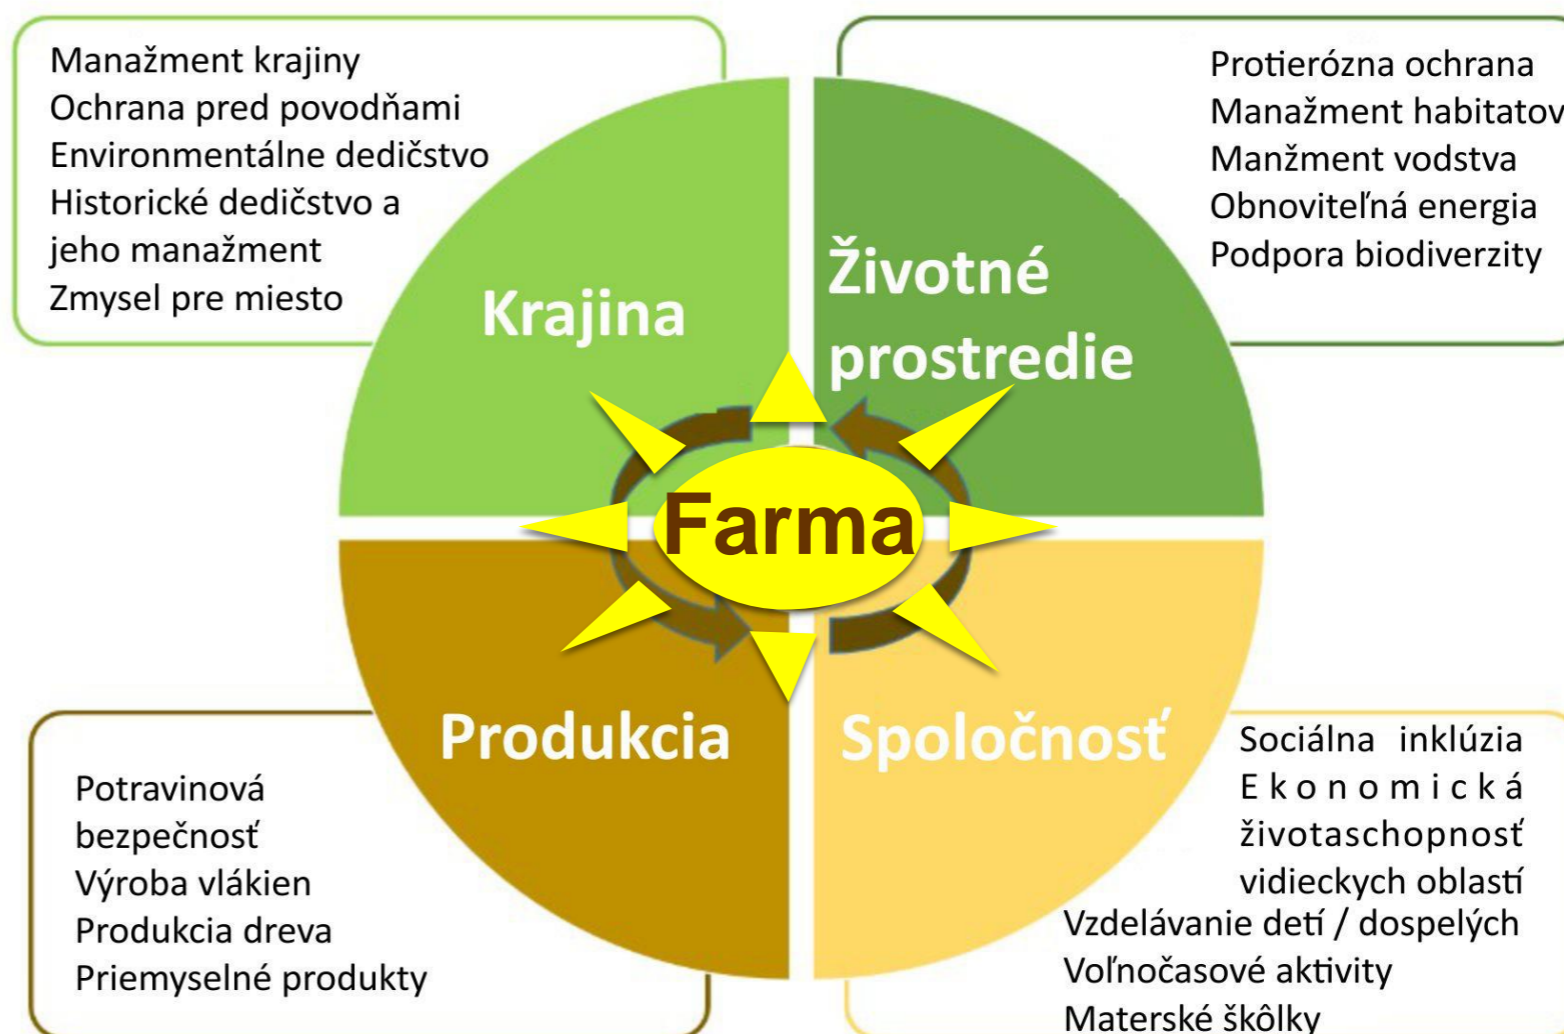 Manažment krajiny
Ochrana pred povodňami
Environmentálne dedičstvo
Historické dedičstvo a
jeho manažment
Zmysel pre miesto
Protierózna ochrana
Manažment habitatov
Manžment vodstva
Obnoviteľná energia
Podpora biodiverzity
Krajina
Životné
prostredie
Farma
Produkcia
Spoločnosť
Potravinová
bezpečnosť
Výroba vlákien
Produkcia dreva
Priemyselné produkty
Sociálna inklúzia
Ekonomická
životaschopnosť
vidieckych oblastí
Vzdelávanie detí / dospelých
Voľnočasové aktivity
Materské škôlky